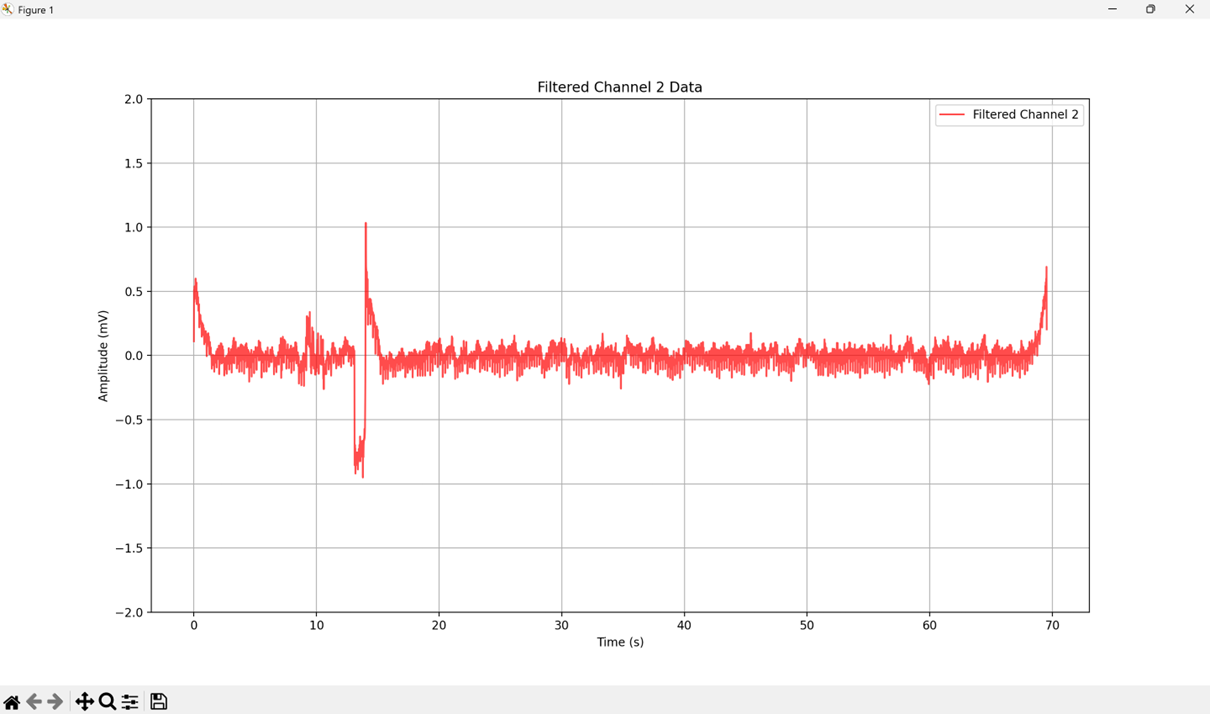 Figure 1
Filtered Channel 2 Data
Filtered Channel 2
Amplitude (mV)
2.0
1.5
1.0
0.5
0.0
−0.5
−1.0
−1.5
−2.0
0 10 20 30 40 50 60 70
Time (s)